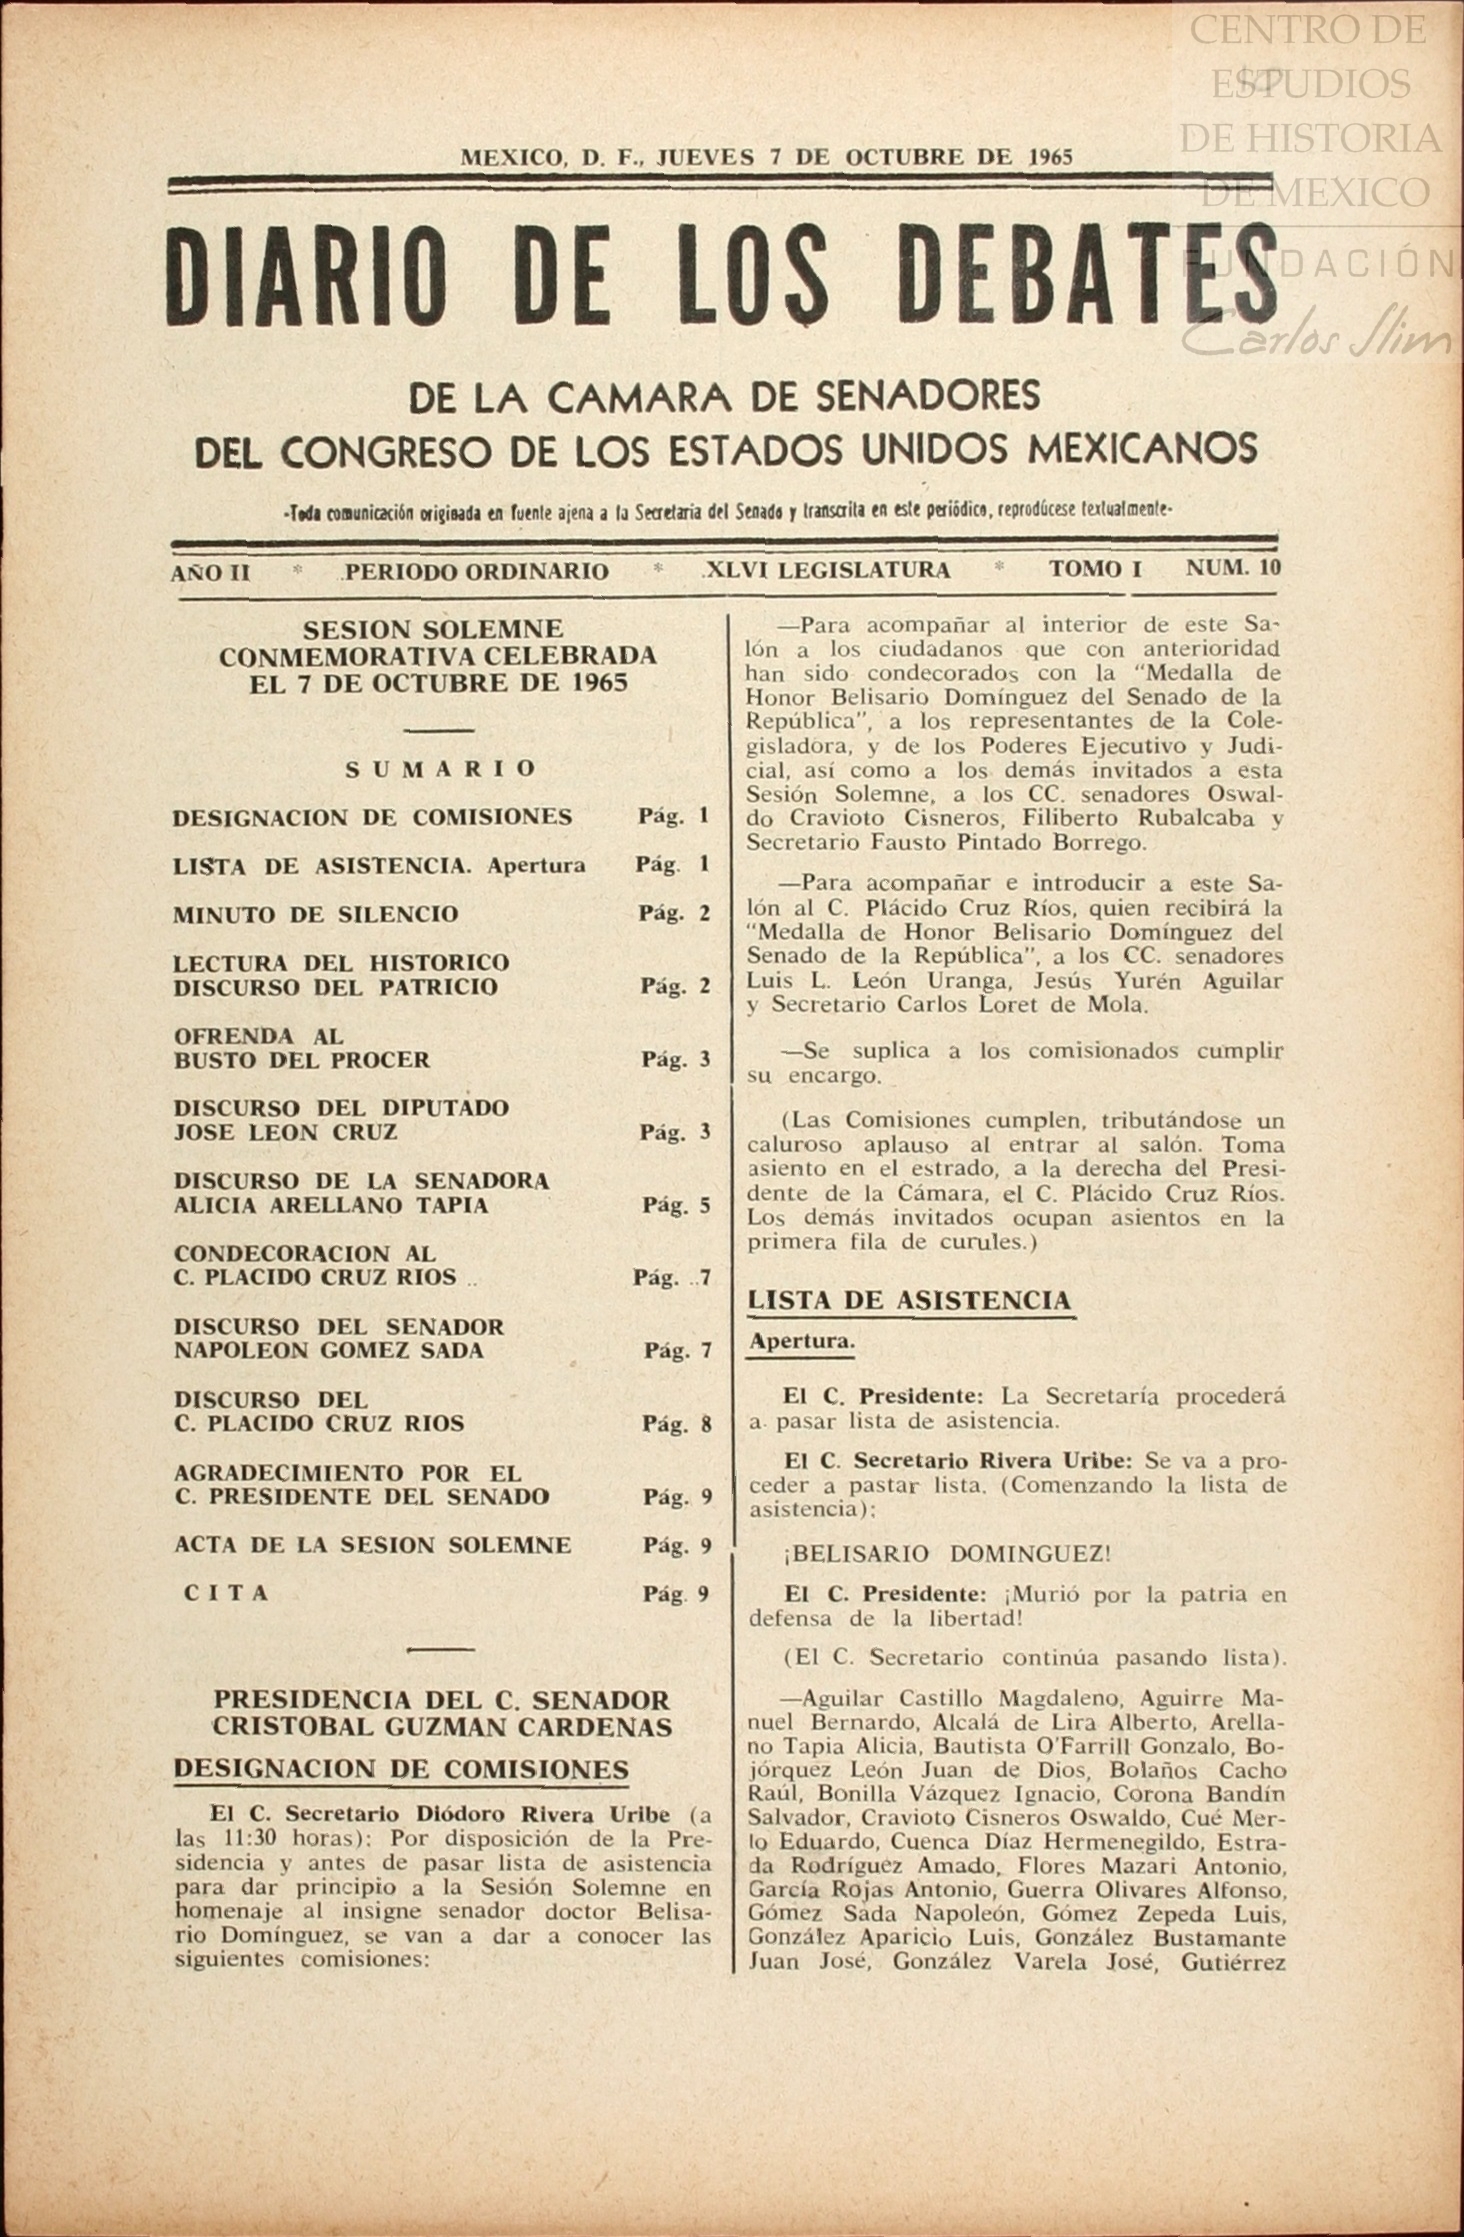 CENTRO DE
ESTUDIOS
DE HISTORIA
DE MEXICO
FUNDACIÓN
Carlos Slim
MEXICO, D. F., JUEVES 7 DE OCTUBRE DE 1965
DIARIO DE LOS DEBATES
DE LA CAMARA DE SENADORES
DEL CONGRESO DE LOS ESTADOS UNIDOS MEXICANOS
-Toda comunicación originada en fuente ajena a la Secretaria del Senado y transcrita en este periódico, reprodúcese textualmente-
AÑO II * PERIODO ORDINARIO * XLVI LEGISLATURA * TOMO I NUM. 10
SESION SOLEMNE
CONMEMORATIVA CELEBRADA
EL 7 DE OCTUBRE DE 1965
SUMARIO
DESIGNACION DE COMISIONES Pág. 1
LISTA DE ASISTENCIA. Apertura Pág. 1
MINUTO DE SILENCIO Pág. 2
LECTURA DEL HISTORICO
DISCURSO DEL PATRICIO Pág. 2
OFRENDA AL
BUSTO DEL PROCER Pág. 3
DISCURSO DEL DIPUTADO
JOSE LEON CRUZ Pág. 3
DISCURSO DE LA SENADORA
ALICIA ARELLANO TAPIA Pág. 5
CONDECORACION AL
C. PLACIDO CRUZ RIOS .. Pág. ..7
DISCURSO DEL SENADOR
NAPOLEON GOMEZ SADA Pág. 7
DISCURSO DEL
C. PLACIDO CRUZ RIOS Pág. 8
AGRADECIMIENTO POR EL
C. PRESIDENTE DEL SENADO Pág. 9
ACTA DE LA SESION SOLEMNE Pág. 9
CITA Pág. 9
PRESIDENCIA DEL C. SENADOR
CRISTOBAL GUZMAN CARDENAS
DESIGNACION DE COMISIONES
El C. Secretario Diódoro Rivera Uribe (a
las 11:30 horas): Por disposición de la Pre-
sidencia y antes de pasar lista de asistencia
para dar principio a la Sesión Solemne en
homenaje al insigne senador doctor Belisa-
rio Domínguez, se van a dar a conocer las
siguientes comisiones:
—Para acompañar al interior de este Sa-
lón a los ciudadanos que con anterioridad
han sido condecorados con la "Medalla de
Honor Belisario Domínguez del Senado de la
República", a los representantes de la Cole-
gisladora, y de los Poderes Ejecutivo y Judi-
cial, así como a los demás invitados a esta
Sesión Solemne, a los CC. senadores Oswal-
do Cravioto Cisneros, Filiberto Rubalcaba y
Secretario Fausto Pintado Borrego.
—Para acompañar e introducir a este Sa-
lón al C. Plácido Cruz Ríos, quien recibirá la
"Medalla de Honor Belisario Domínguez del
Senado de la República", a los CC. senadores
Luis L. León Uranga, Jesús Yurén Aguilar
y Secretario Carlos Loret de Mola.
—Se suplica a los comisionados cumplir
su encargo.
(Las Comisiones cumplen, tributándose un
caluroso aplauso al entrar al salón. Toma
asiento en el estrado, a la derecha del Presi-
dente de la Cámara, el C. Plácido Cruz Ríos.
Los demás invitados ocupan asientos en la
primera fila de curules.)
LISTA DE ASISTENCIA
Apertura.
El C. Presidente: La Secretaría procederá
a pasar lista de asistencia.
El C. Secretario Rivera Uribe: Se va a pro-
ceder a pastar lista. (Comenzando la lista de
asistencia):
¡BELISARIO DOMINGUEZ!
El C. Presidente: ¡Murió por la patria en
defensa de la libertad!
(El C. Secretario continúa pasando lista).
—Aguilar Castillo Magdaleno, Aguirre Ma-
nuel Bernardo, Alcalá de Lira Alberto, Arella-
no Tapia Alicia, Bautista O'Farrill Gonzalo, Bo-
jórquez León Juan de Dios, Bolaños Cacho
Raúl, Bonilla Vázquez Ignacio, Corona Bandín
Salvador, Cravioto Cisneros Oswaldo, Cué Mer-
lo Eduardo, Cuenca Díaz Hermenegildo, Estra-
da Rodríguez Amado, Flores Mazari Antonio,
García Rojas Antonio, Guerra Olivares Alfonso,
Gómez Sada Napoleón, Gómez Zepeda Luis,
González Aparicio Luis, González Bustamante
Juan José, González Varela José, Gutiérrez